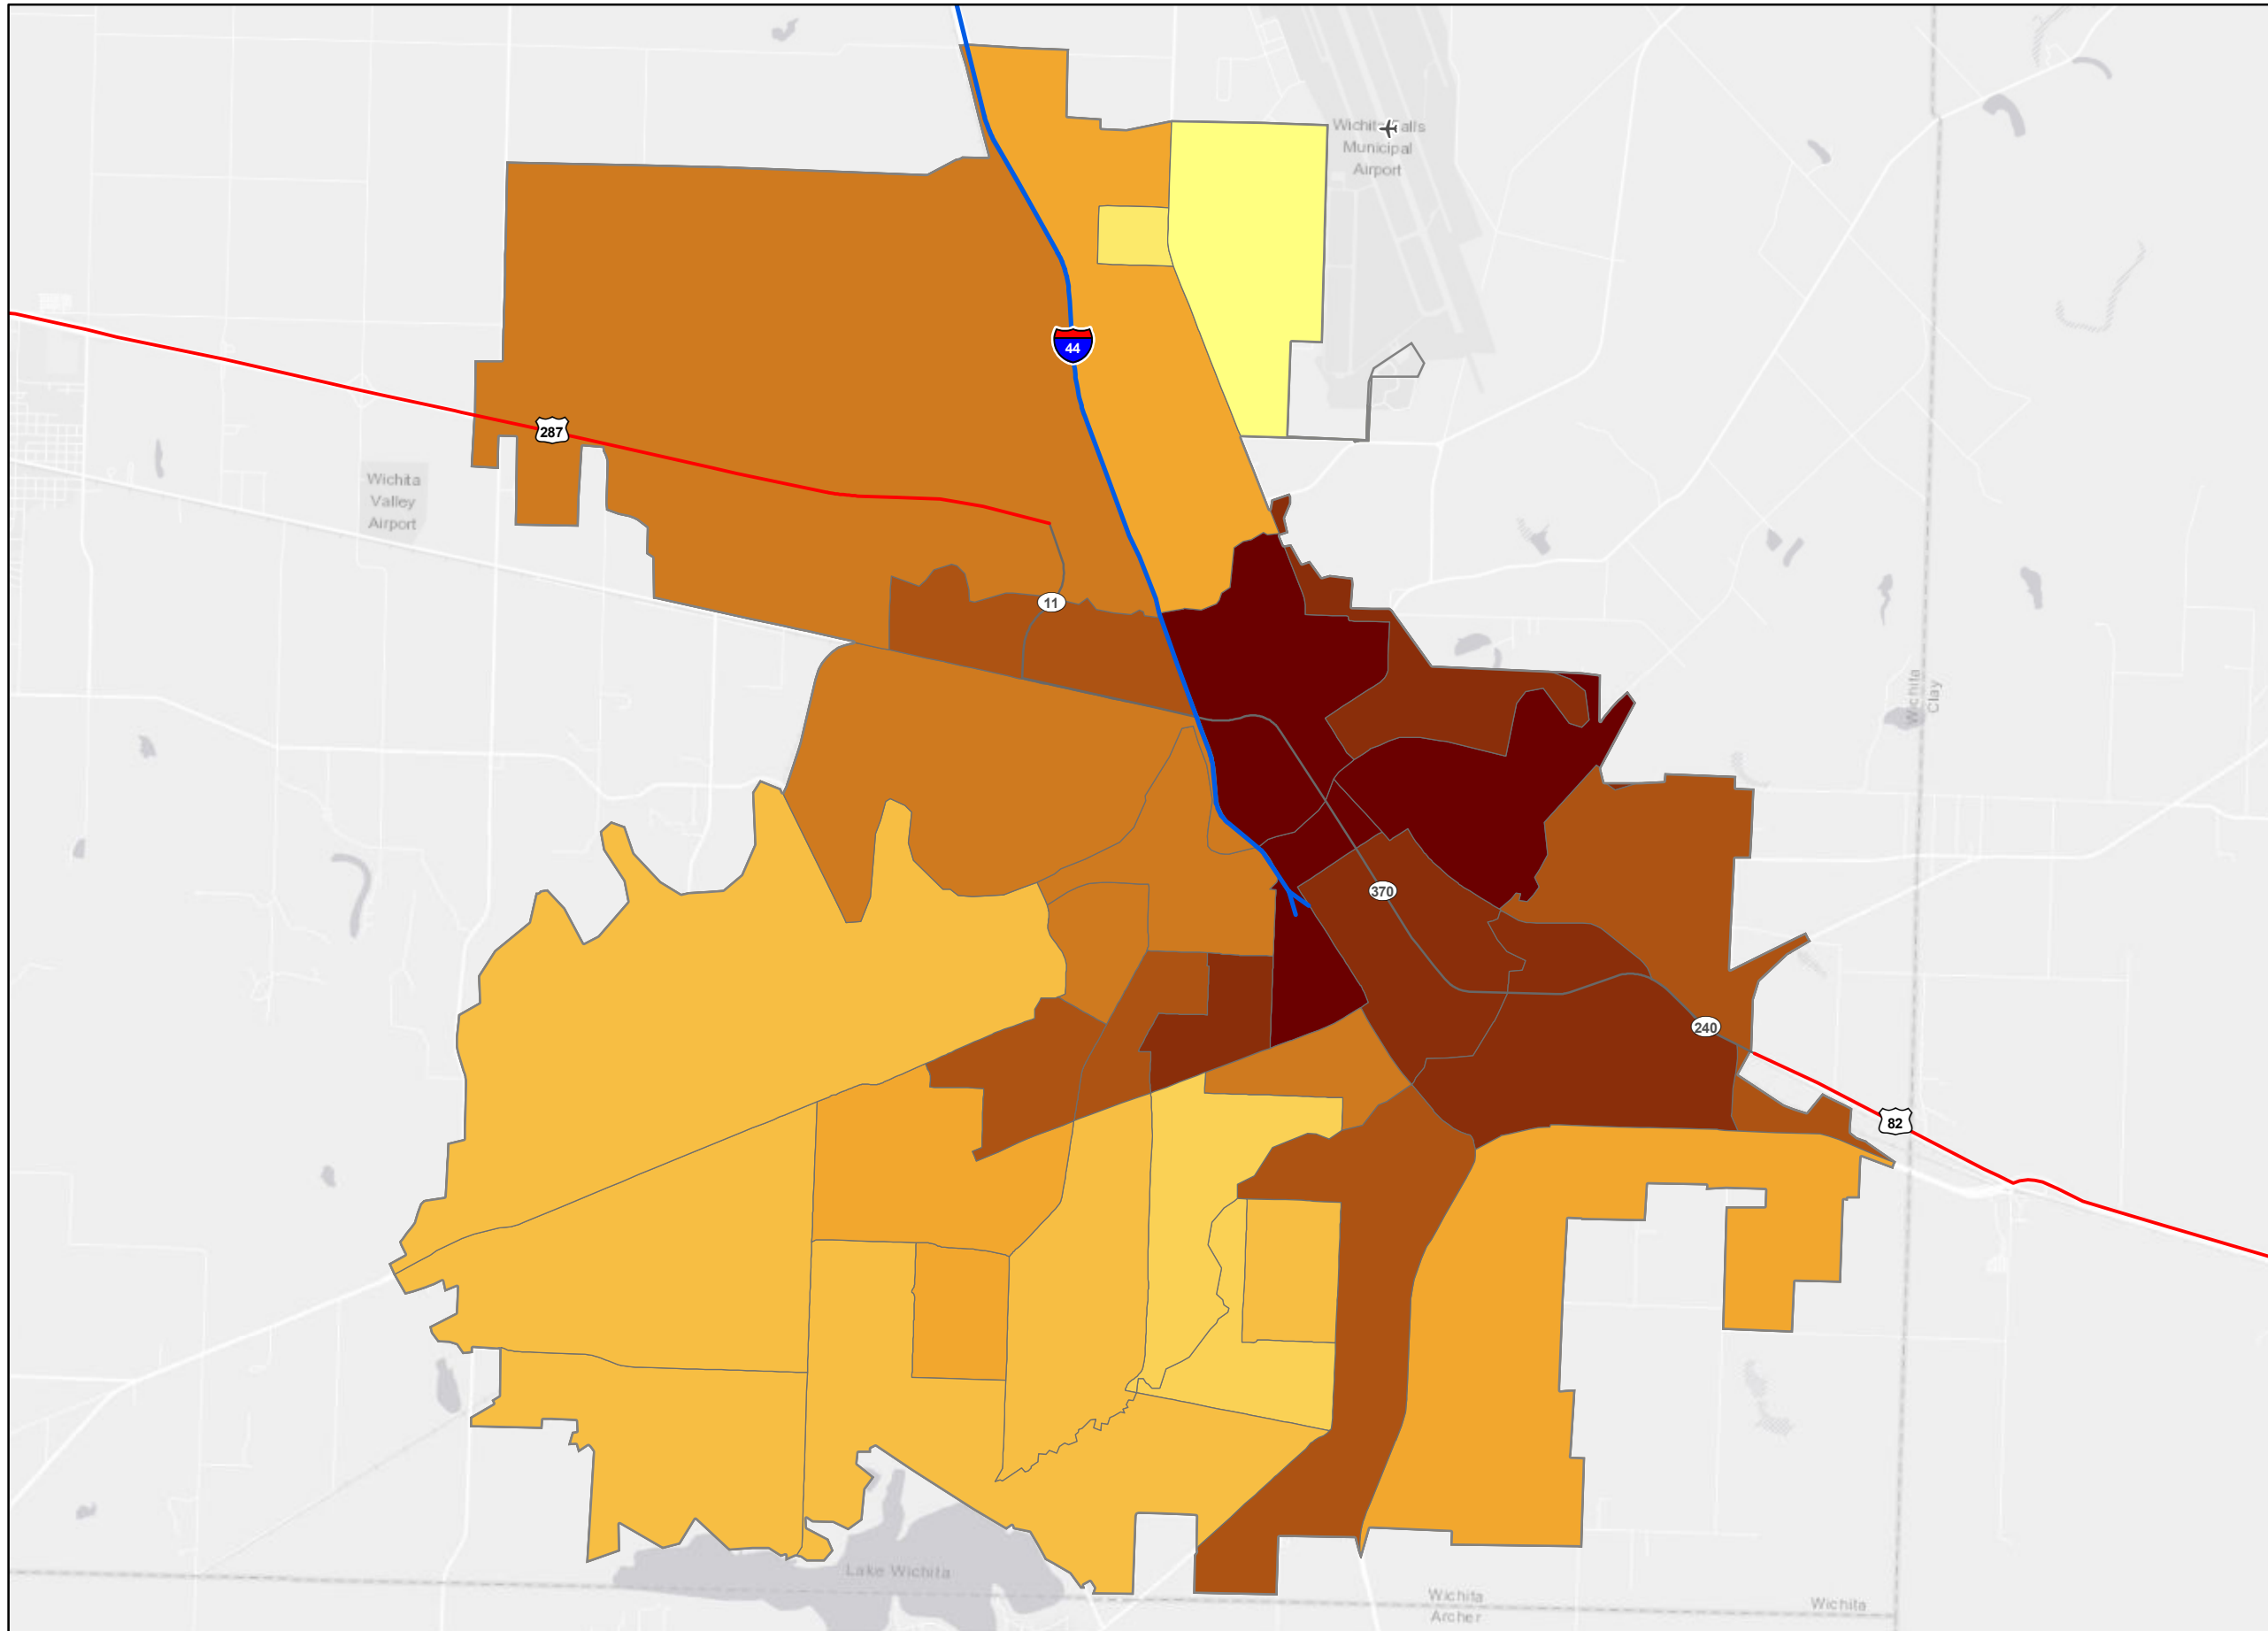 Wichita Falls
Municipal
Airport
44
287
Wichita
Valley
Airport
11
Wichita
Clay
370
240
82
Lake Wichita
Wichita
Archer
Wichita